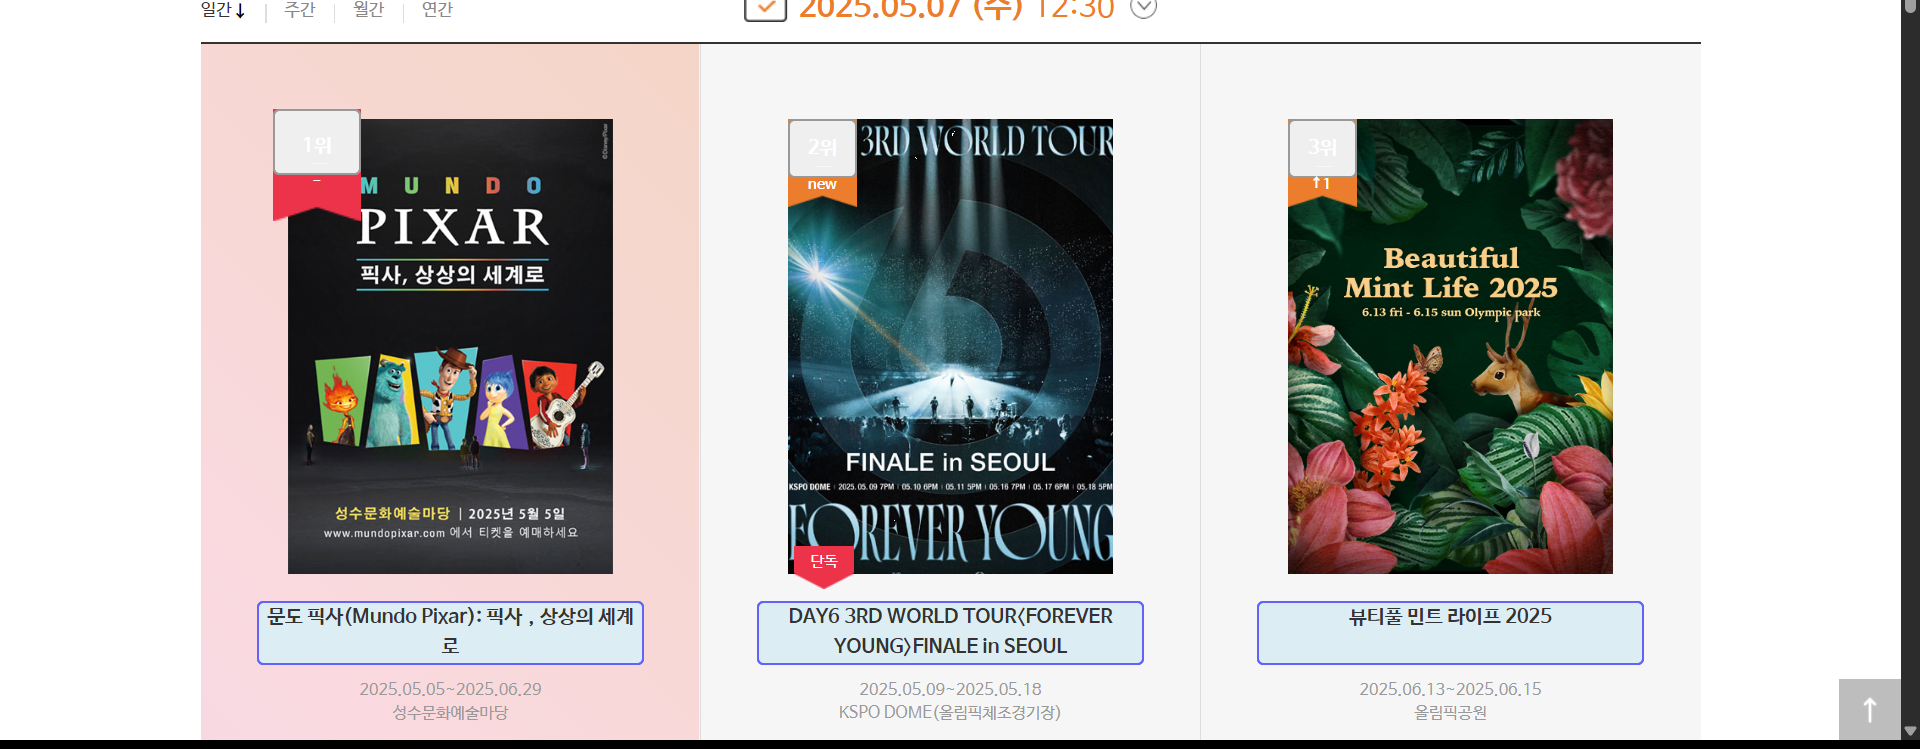 일간↓
주간
월간
연간
2025.05.07 (수) 12:30
1위
-
©Disney/Pixar
MUNDO
PIXAR
픽사, 상상의 세계로
성수문화예술마당 | 2025년 5월 5일
www.mundopixar.com 에서 티켓을 예매하세요
문도 픽사(Mundo Pixar): 픽사 , 상상의 세계
로
2025.05.05~2025.06.29
성수문화예술마당
2위
new
3RD WORLD TOUR
FINALE in SEOUL
KSPO DOME | 2025. 05. 09 7PM | 05. 10 6PM | 05. 11 5PM | 05. 16 7PM | 05. 17 6PM | 05. 18 5PM
FOREVER YOUNG
단독
DAY6 3RD WORLD TOUR〈FOREVER
YOUNG〉FINALE in SEOUL
2025.05.09~2025.05.18
KSPO DOME(올림픽체조경기장)
3위
↑1
Beautiful
Mint Life 2025
6.13 fri - 6.15 sun Olympic park
뷰티풀 민트 라이프 2025
2025.06.13~2025.06.15
올림픽공원
↑